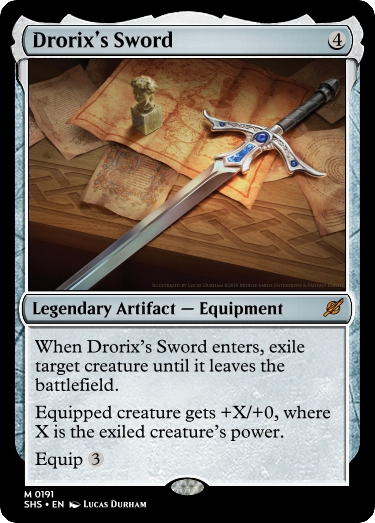 Drorix's Sword 4
Legendary Artifact — Equipment
When Drorix's Sword enters, exile
target creature until it leaves the
battlefield.
Equipped creature gets +X/+0, where
X is the exiled creature's power.
Equip 3
M 0191
SHS • EN Lucas Durham